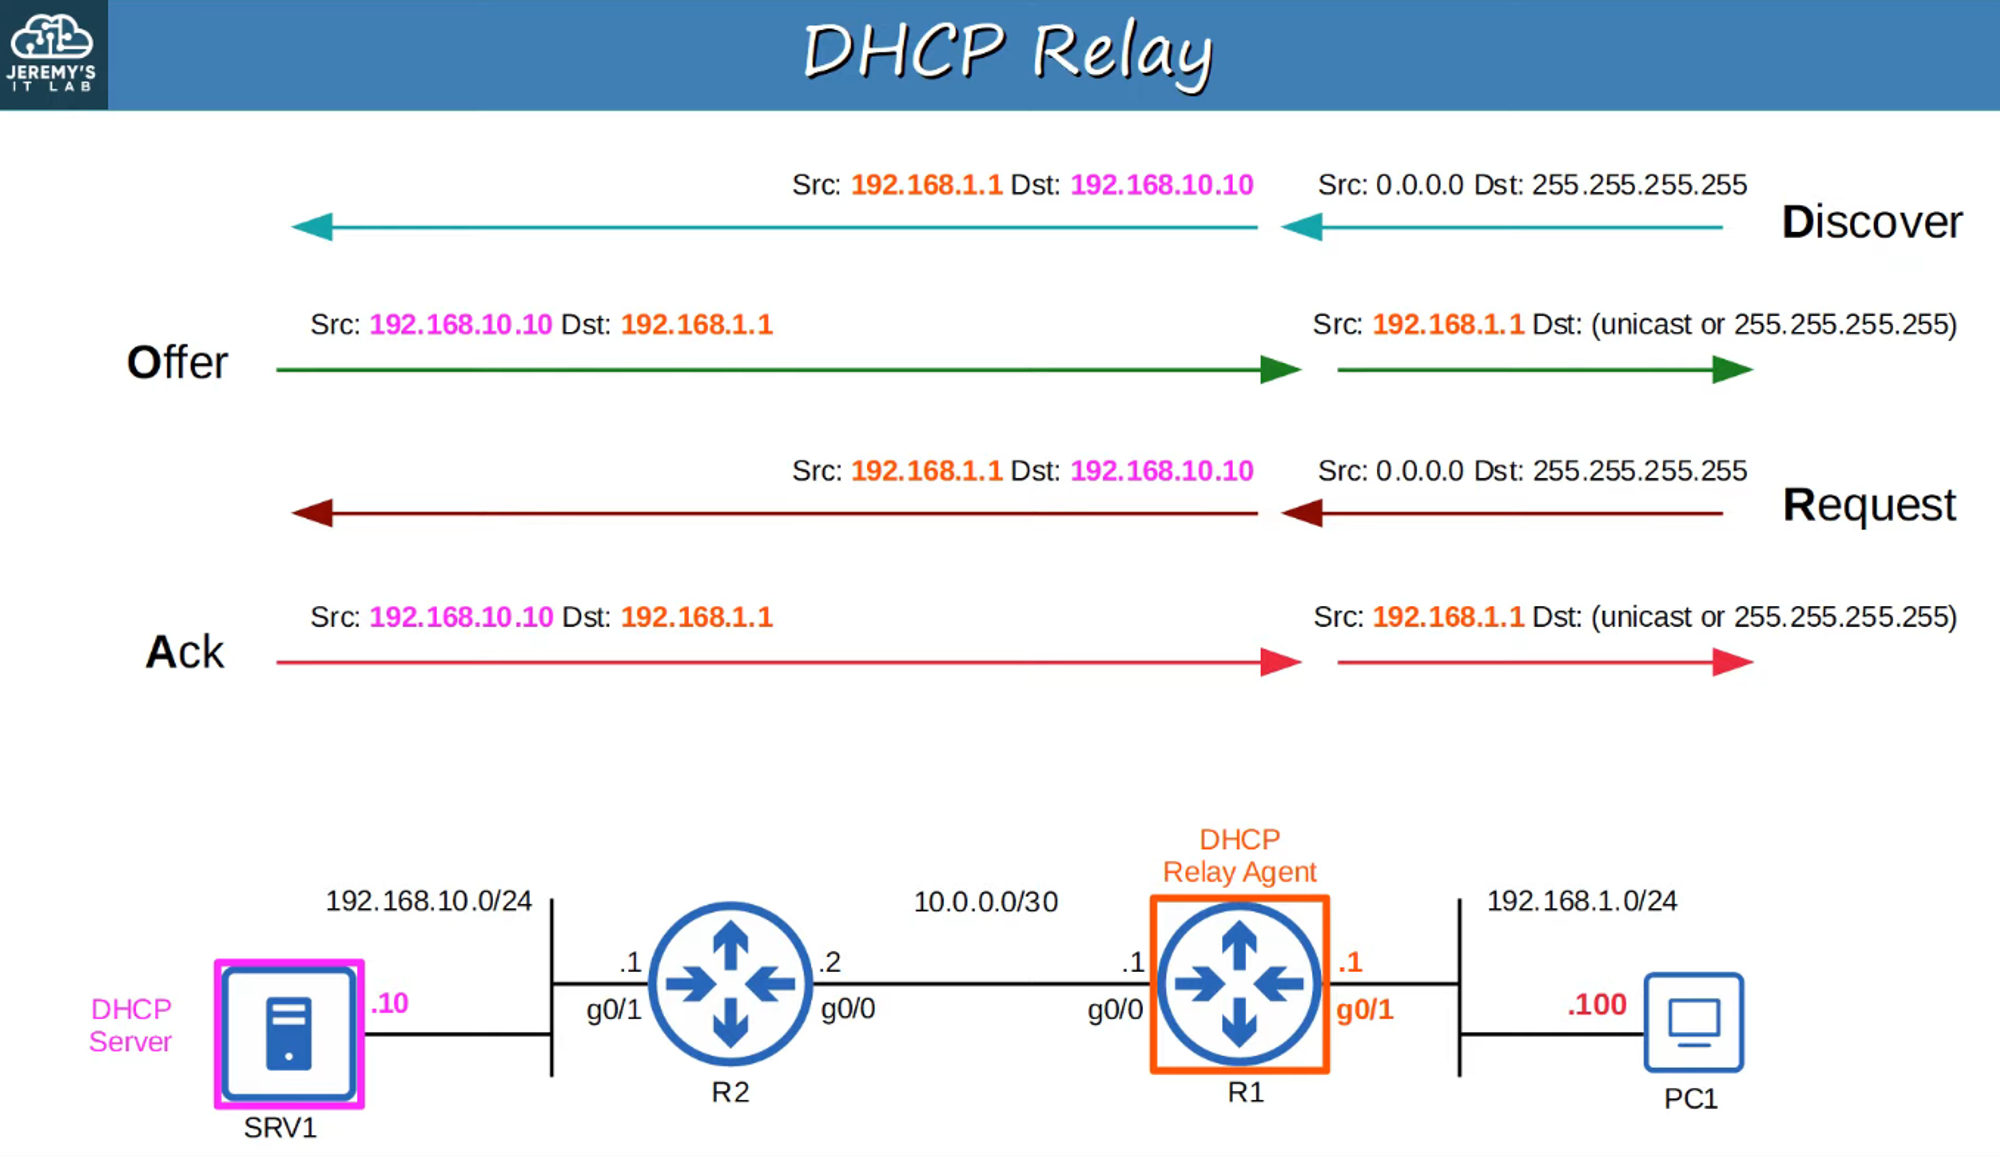 JEREMY'S
IT LAB
DHCP Relay
Src: 192.168.1.1 Dst: 192.168.10.10
Src: 0.0.0.0 Dst: 255.255.255.255
Discover
Offer
Src: 192.168.10.10 Dst: 192.168.1.1
Src: 192.168.1.1 Dst: (unicast or 255.255.255.255)
Src: 192.168.1.1 Dst: 192.168.10.10
Src: 0.0.0.0 Dst: 255.255.255.255
Request
Ack
Src: 192.168.10.10 Dst: 192.168.1.1
Src: 192.168.1.1 Dst: (unicast or 255.255.255.255)
DHCP
Relay Agent
192.168.10.0/24
10.0.0.0/30
192.168.1.0/24
DHCP
Server
.10
.1
g0/1
.2
g0/0
.1
g0/0
.1
g0/1
.100
SRV1
R2
R1
PC1